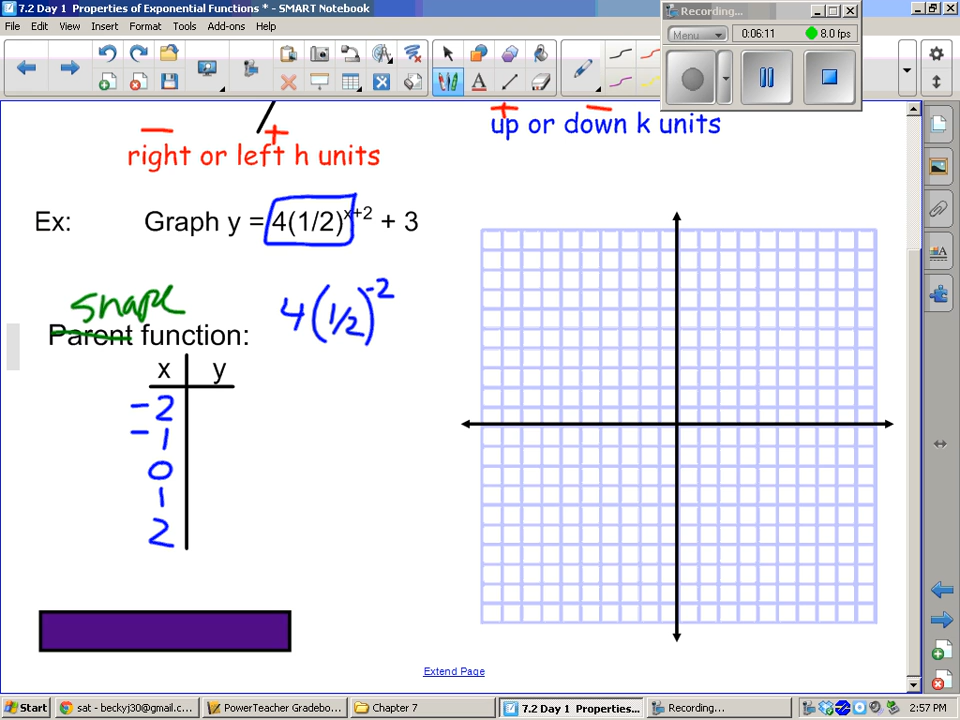 7.2 Day 1 Properties of Exponential Functions * - SMART Notebook
File Edit View Insert Format Tools Add-ons Help
Recording...
Menu 0:06:11 8.0 fps
− +
right or left h units
+ −
up or down k units
Ex: Graph y = 4(1/2)^x+2 + 3
shape
4(1/2)^-2
Parent function:
x y
-2
-1
0
1
2
Extend Page
Start sat - beckyj30@gmail.c... PowerTeacher Gradebo... Chapter 7 7.2 Day 1 Properties... Recording... 2:57 PM